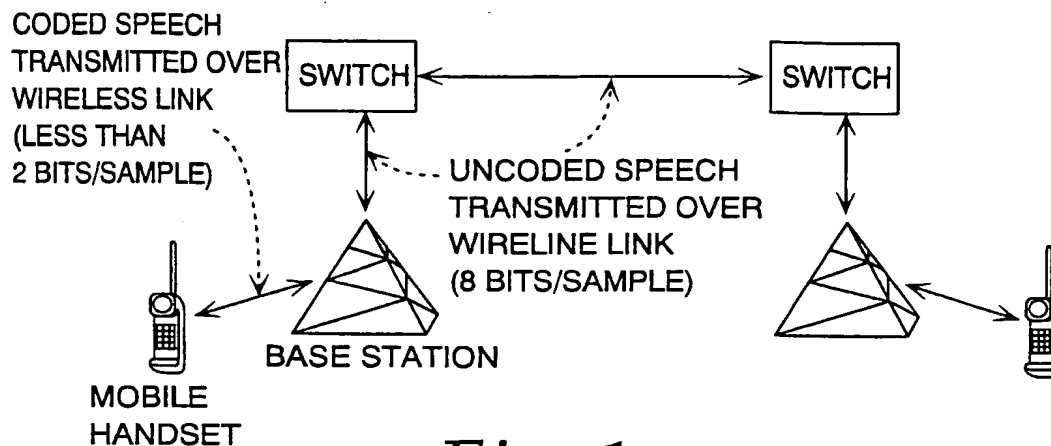 CODED SPEECH
TRANSMITTED OVER
WIRELESS LINK
(LESS THAN
2 BITS/SAMPLE)
SWITCH
SWITCH
UNCODED SPEECH
TRANSMITTED OVER
WIRELINE LINK
(8 BITS/SAMPLE)
BASE STATION
MOBILE
HANDSET